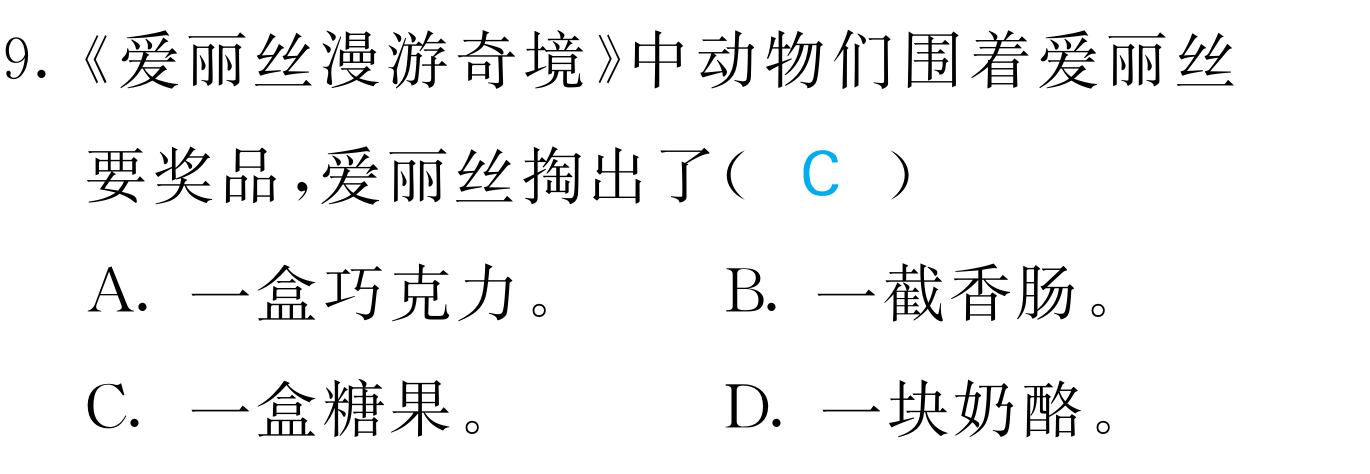 9.《爱丽丝漫游奇境》中动物们围着爱丽丝
要奖品,爱丽丝掏出了( C )
A. 一盒巧克力。 B. 一截香肠。
C. 一盒糖果。 D. 一块奶酪。